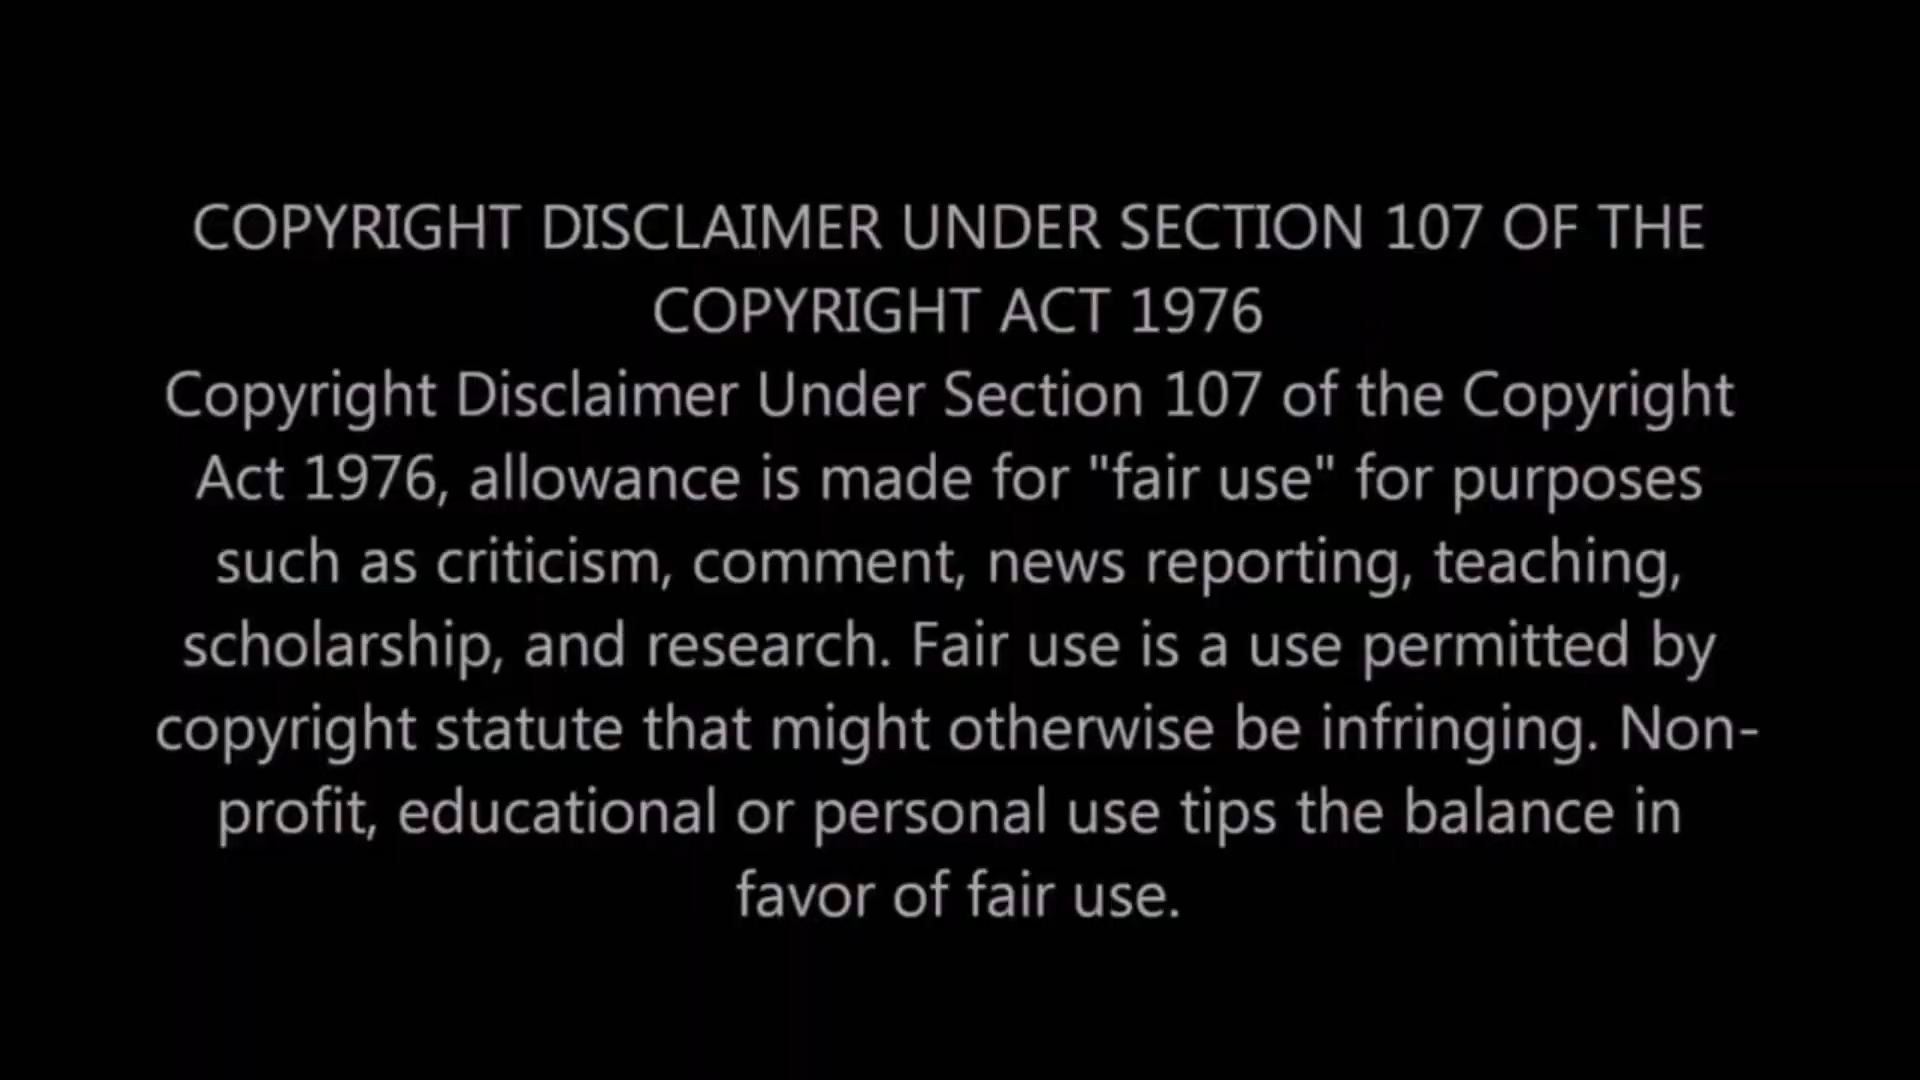 COPYRIGHT DISCLAIMER UNDER SECTION 107 OF THE
COPYRIGHT ACT 1976
Copyright Disclaimer Under Section 107 of the Copyright
Act 1976, allowance is made for "fair use" for purposes
such as criticism, comment, news reporting, teaching,
scholarship, and research. Fair use is a use permitted by
copyright statute that might otherwise be infringing. Non-
profit, educational or personal use tips the balance in
favor of fair use.